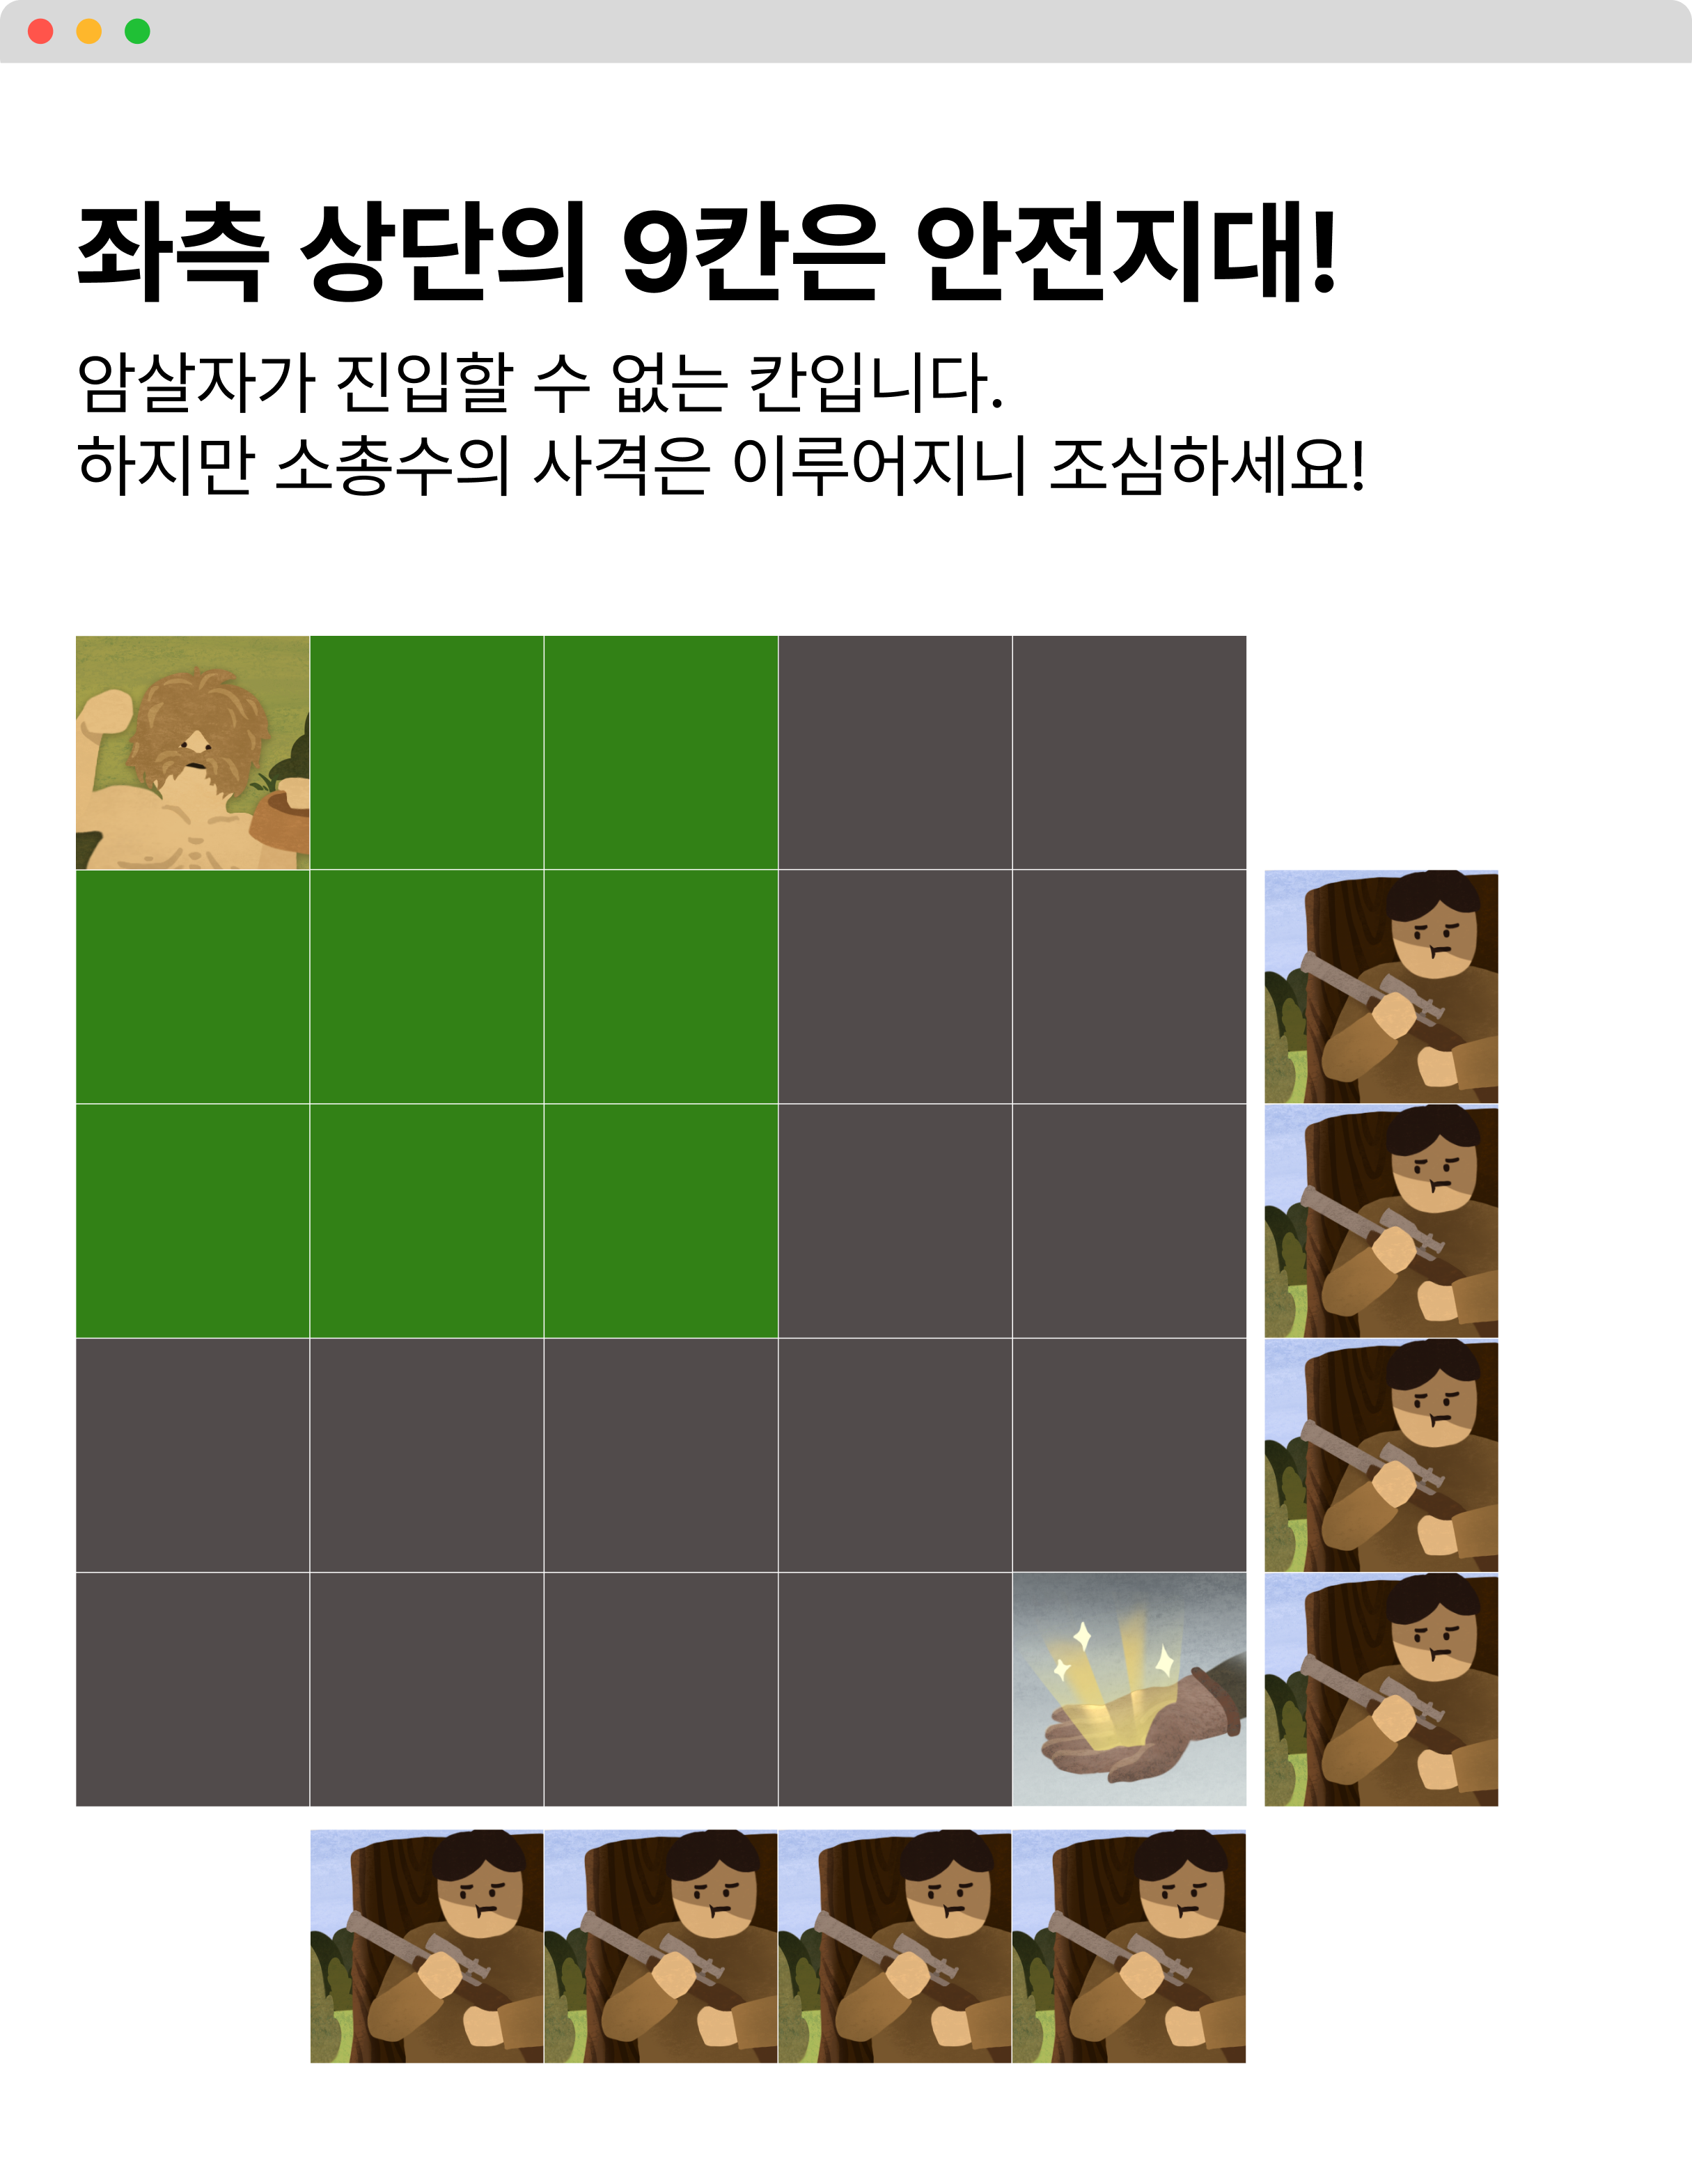 좌측 상단의 9칸은 안전지대!
암살자가 진입할 수 없는 칸입니다.
하지만 소총수의 사격은 이루어지니 조심하세요!